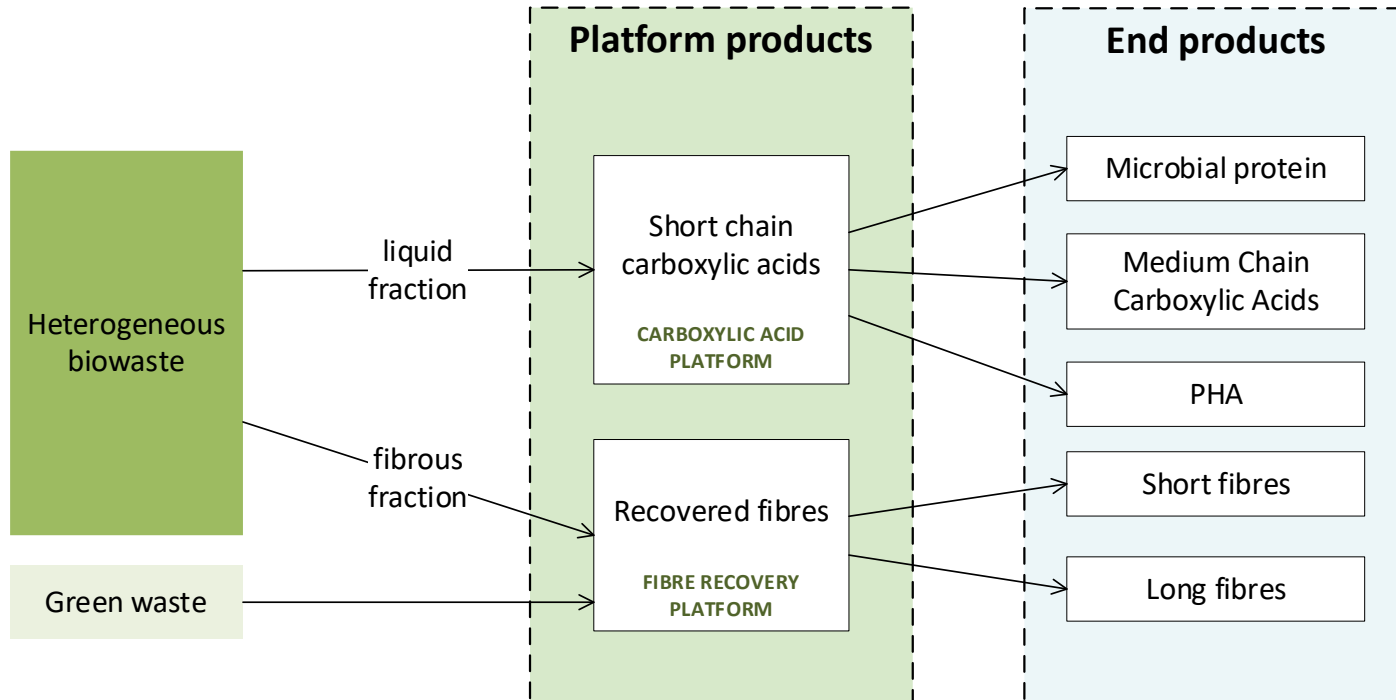 Platform products
End products
Heterogeneous
biowaste
Green waste
liquid
fraction
fibrous
fraction
Short chain
carboxylic acids
CARBOXYLIC ACID
PLATFORM
Recovered fibres
FIBRE RECOVERY
PLATFORM
Microbial protein
Medium Chain
Carboxylic Acids
PHA
Short fibres
Long fibres